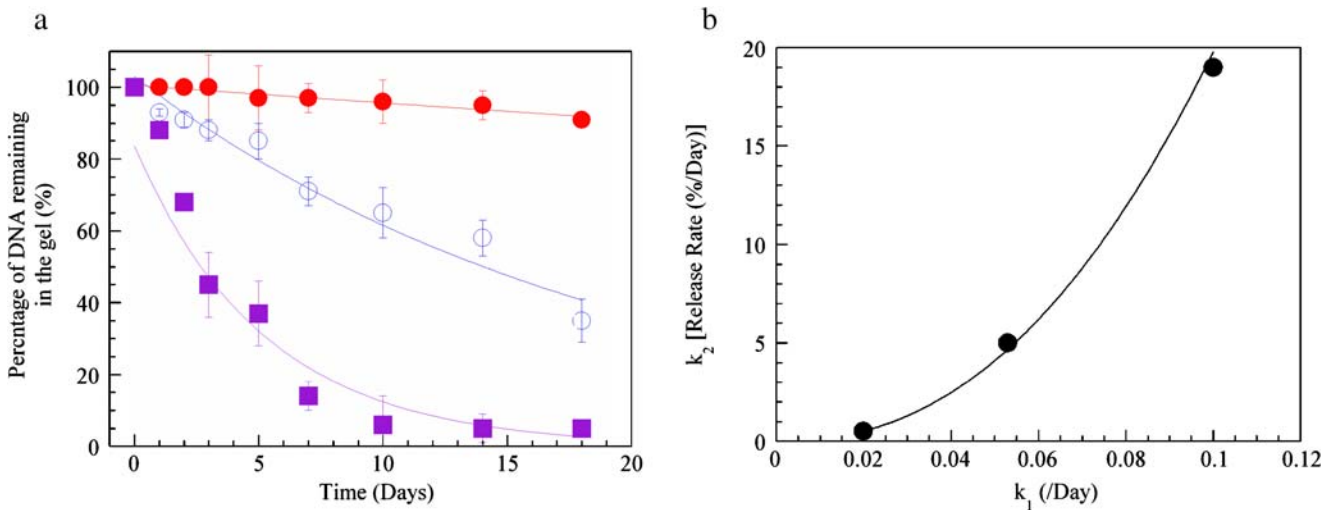 a
Percntage of DNA remaining
in the gel (%)
100
80
60
40
20
0
0 5 10 15 20
Time (Days)
b
k2 [Release Rate (%/Day)]
20
15
10
5
0
0 0.02 0.04 0.06 0.08 0.1 0.12
k1 (/Day)